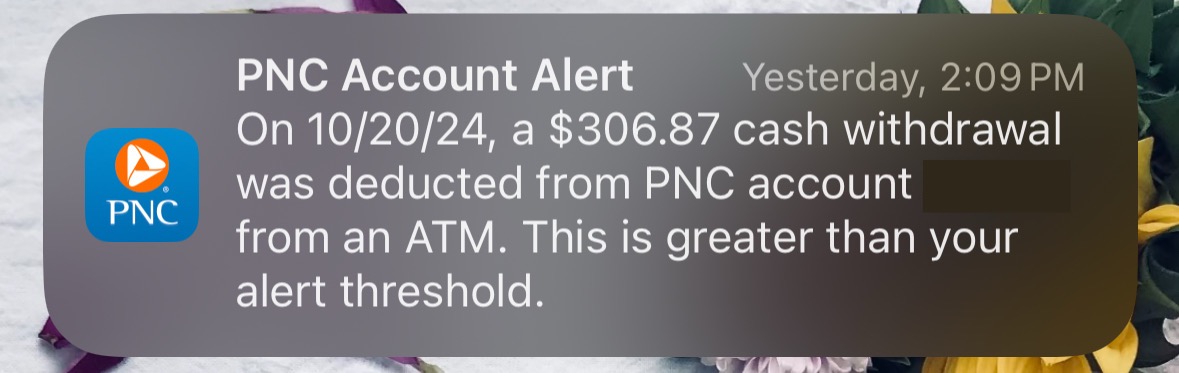 PNC Account Alert
Yesterday, 2:09 PM
On 10/20/24, a $306.87 cash withdrawal
was deducted from PNC account
from an ATM. This is greater than your
alert threshold.
PNC